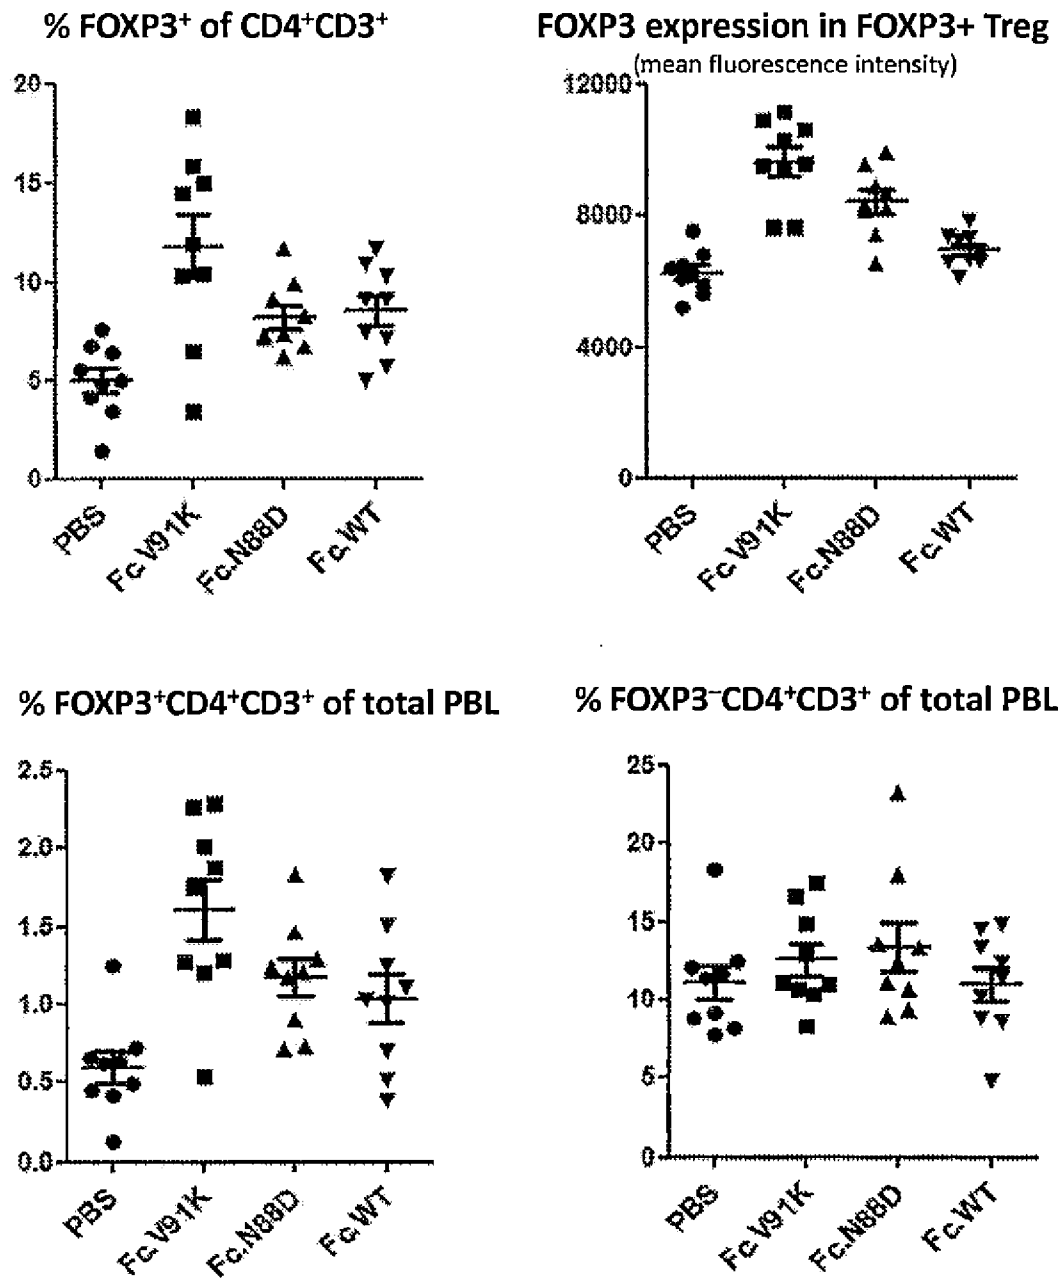 % FOXP3⁺ of CD4⁺CD3⁺
20
15
10
5
0
PBS
Fc.V91K
Fc.N88D
Fc.WT
FOXP3 expression in FOXP3+ Treg
(mean fluorescence intensity)
12000
8000
4000
0
PBS
Fc.V91K
Fc.N88D
Fc.WT
% FOXP3⁺CD4⁺CD3⁺ of total PBL
2.5
2.0
1.5
1.0
0.5
0.0
PBS
Fc.V91K
Fc.N88D
Fc.WT
% FOXP3⁻CD4⁺CD3⁺ of total PBL
25
20
15
10
5
0
PBS
Fc.V91K
Fc.N88D
Fc.WT